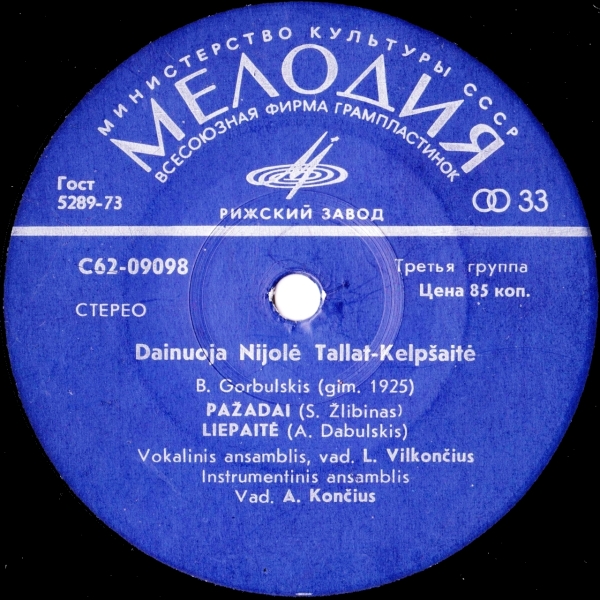 МИНИСТЕРСТВО КУЛЬТУРЫ СССР
МЕЛОДИЯ
ВСЕСОЮЗНАЯ ФИРМА ГРАМПЛАСТИНОК
Гост
5289-73
33
РИЖСКИЙ ЗАВОД
С62-09098
Третья группа
Цена 85 коп.
СТЕРЕО
Dainuoja Nijolė Tallat-Kelpšaitė
B. Gorbulskis (gim. 1925)
PAŽADAI (S. Žlibinas)
LIEPAITĖ (A. Dabulskis)
Vokalinis ansamblis, vad. L. Vilkončius
Instrumentinis ansamblis
Vad. A. Končius